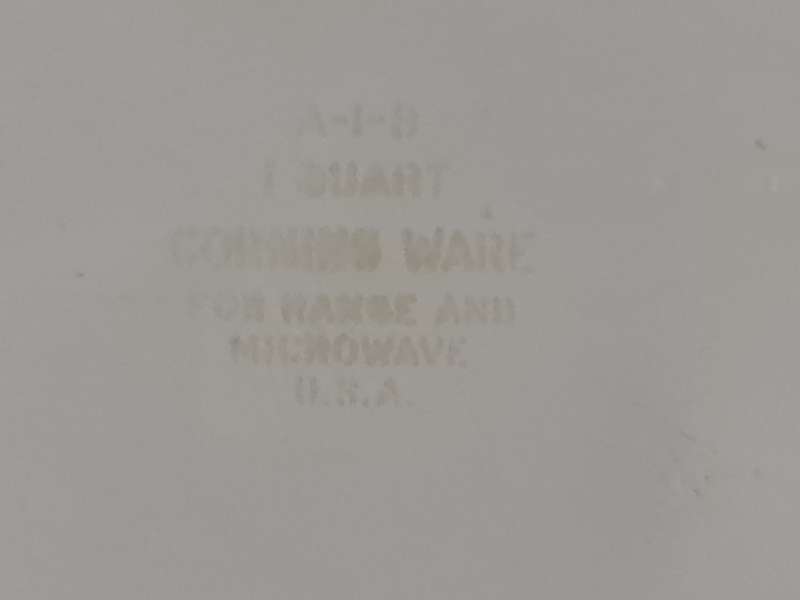 A-1-B
1 QUART
CORNING WARE
FOR RANGE AND
MICROWAVE
U.S.A.